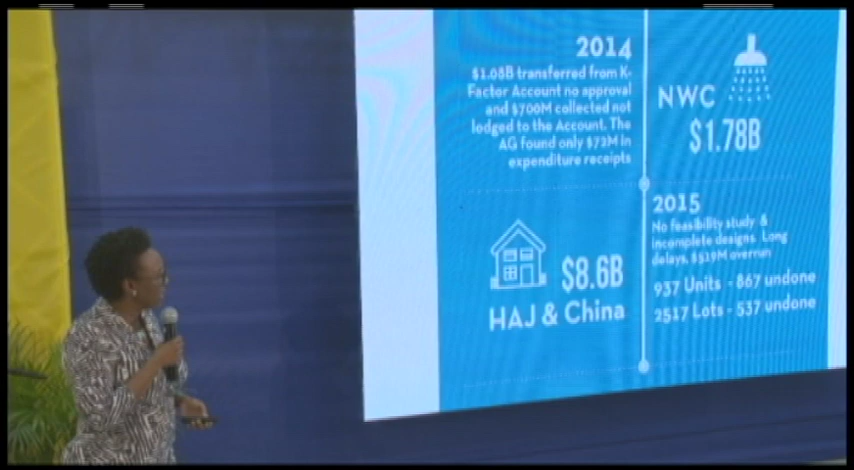 2014
$1.08B transferred from K-
Factor Account no approval
and $700M collected not
lodged to the Account. The
AG found only $73M in
expenditure receipts
NWC
$1.78B
$8.6B
HAJ & China
2015
No feasibility study &
incomplete designs. Long
delays, $519M overrun
937 Units - 867 undone
2517 Lots - 537 undone